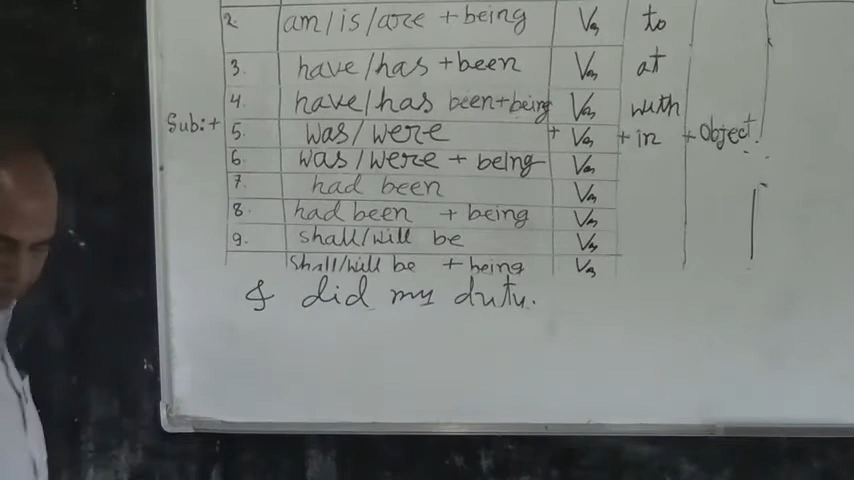 2. am/is/are + being V₃ to
3. have/has + been V₃ at
4. have/has been + being V₃ with
Sub: + 5. was/were + V₃ + in + Object.
6. was/were + being V₃
7. had been V₃
8. had been + being V₃
9. shall/will be V₃
shall/will be + being V₃
I did my duty.